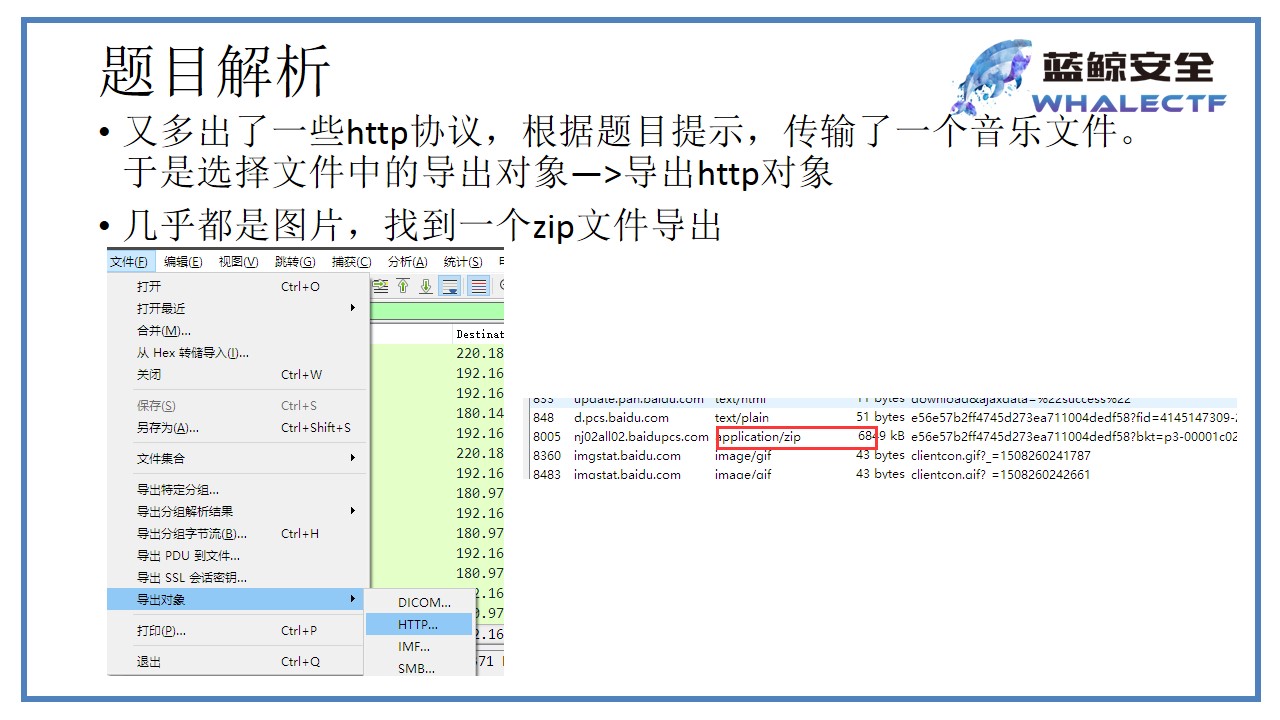 题目解析
蓝鲸安全
WHALECTF
• 又多出了一些http协议，根据题目提示，传输了一个音乐文件。
于是选择文件中的导出对象—>导出http对象
• 几乎都是图片，找到一个zip文件导出
文件(F) 编辑(E) 视图(V) 跳转(G) 捕获(C) 分析(A) 统计(S)
打开 Ctrl+O
打开最近
合并(M)...
从 Hex 转储导入(I)...
关闭 Ctrl+W
保存(S) Ctrl+S
另存为(A)... Ctrl+Shift+S
文件集合
导出特定分组...
导出分组解析结果
导出分组字节流(B)... Ctrl+H
导出 PDU 到文件...
导出 SSL 会话密钥...
导出对象
打印(P)... Ctrl+P
退出 Ctrl+Q
DICOM...
HTTP...
IMF...
SMB...
Destinat
220.18
192.16
192.16
180.14
192.16
220.18
192.16
180.97
192.16
180.97
192.16
180.97
2.16
0.97
2.16
571
833 update.pan.baidu.com text/html 11 bytes download&ajaxdata=%22success%22
848 d.pcs.baidu.com text/plain 51 bytes e56e57b2ff4745d273ea711004dedf58?fid=4145147309-2
8005 nj02all02.baidupcs.com application/zip 6849 kB e56e57b2ff4745d273ea711004dedf58?bkt=p3-00001c02
8360 imgstat.baidu.com image/gif 43 bytes clientcon.gif?_=1508260241787
8483 imgstat.baidu.com image/gif 43 bytes clientcon.gif?_=1508260242661